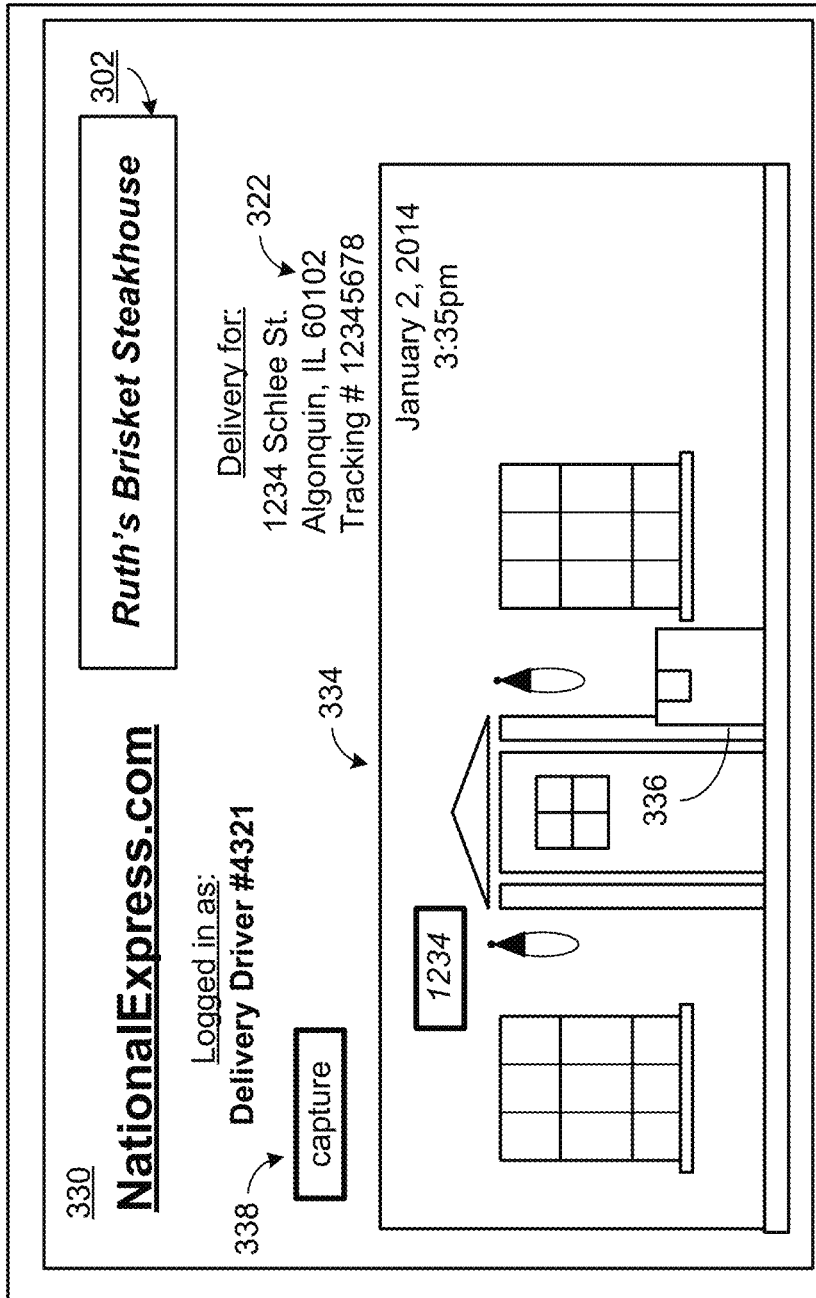 330
NationalExpress.com
Ruth's Brisket Steakhouse
302
Logged in as:
Delivery Driver #4321
338
capture
Delivery for:
1234 Schlee St.
Algonquin, IL 60102
Tracking # 12345678
322
334
January 2, 2014
3:35pm
1234
336